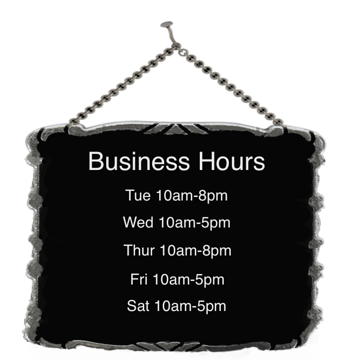 Business Hours
Tue 10am-8pm
Wed 10am-5pm
Thur 10am-8pm
Fri 10am-5pm
Sat 10am-5pm